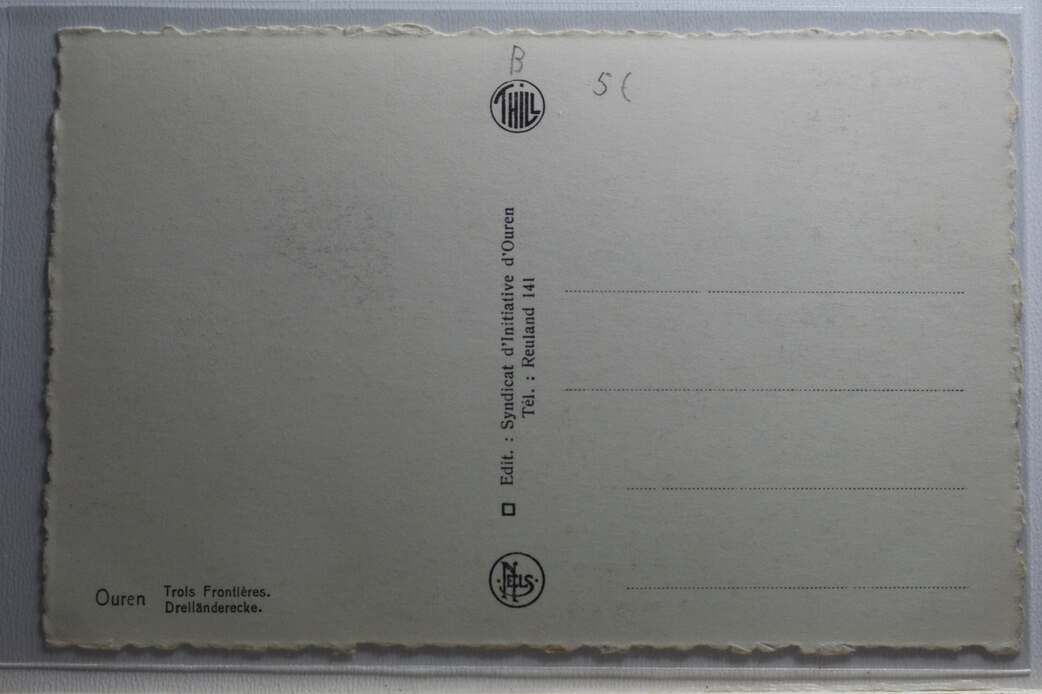 B
5(
THILL
Edit. : Syndicat d'Initiative d'Ouren
Tél. : Reuland 141
NELS
Ouren
Trois Frontières.
Dreiländerecke.